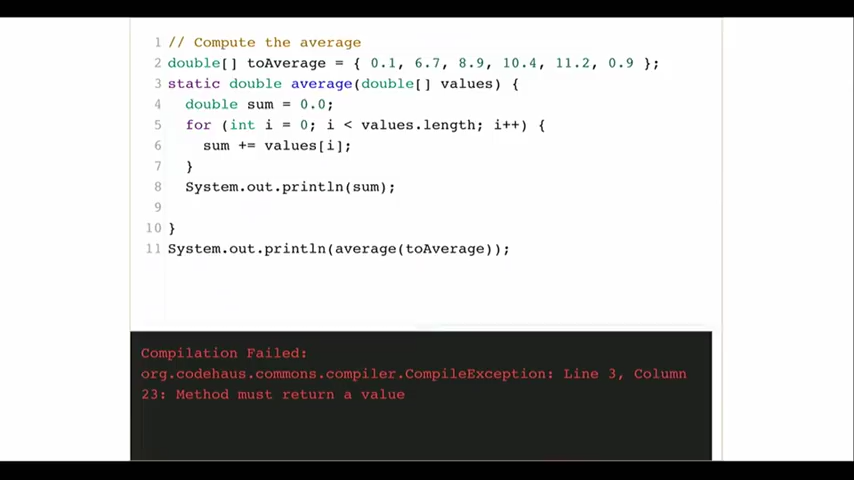 1 // Compute the average
2 double[] toAverage = { 0.1, 6.7, 8.9, 10.4, 11.2, 0.9 };
3 static double average(double[] values) {
4   double sum = 0.0;
5   for (int i = 0; i < values.length; i++) {
6     sum += values[i];
7   }
8   System.out.println(sum);
9
10 }
11 System.out.println(average(toAverage));
Compilation Failed:
org.codehaus.commons.compiler.CompileException: Line 3, Column
23: Method must return a value